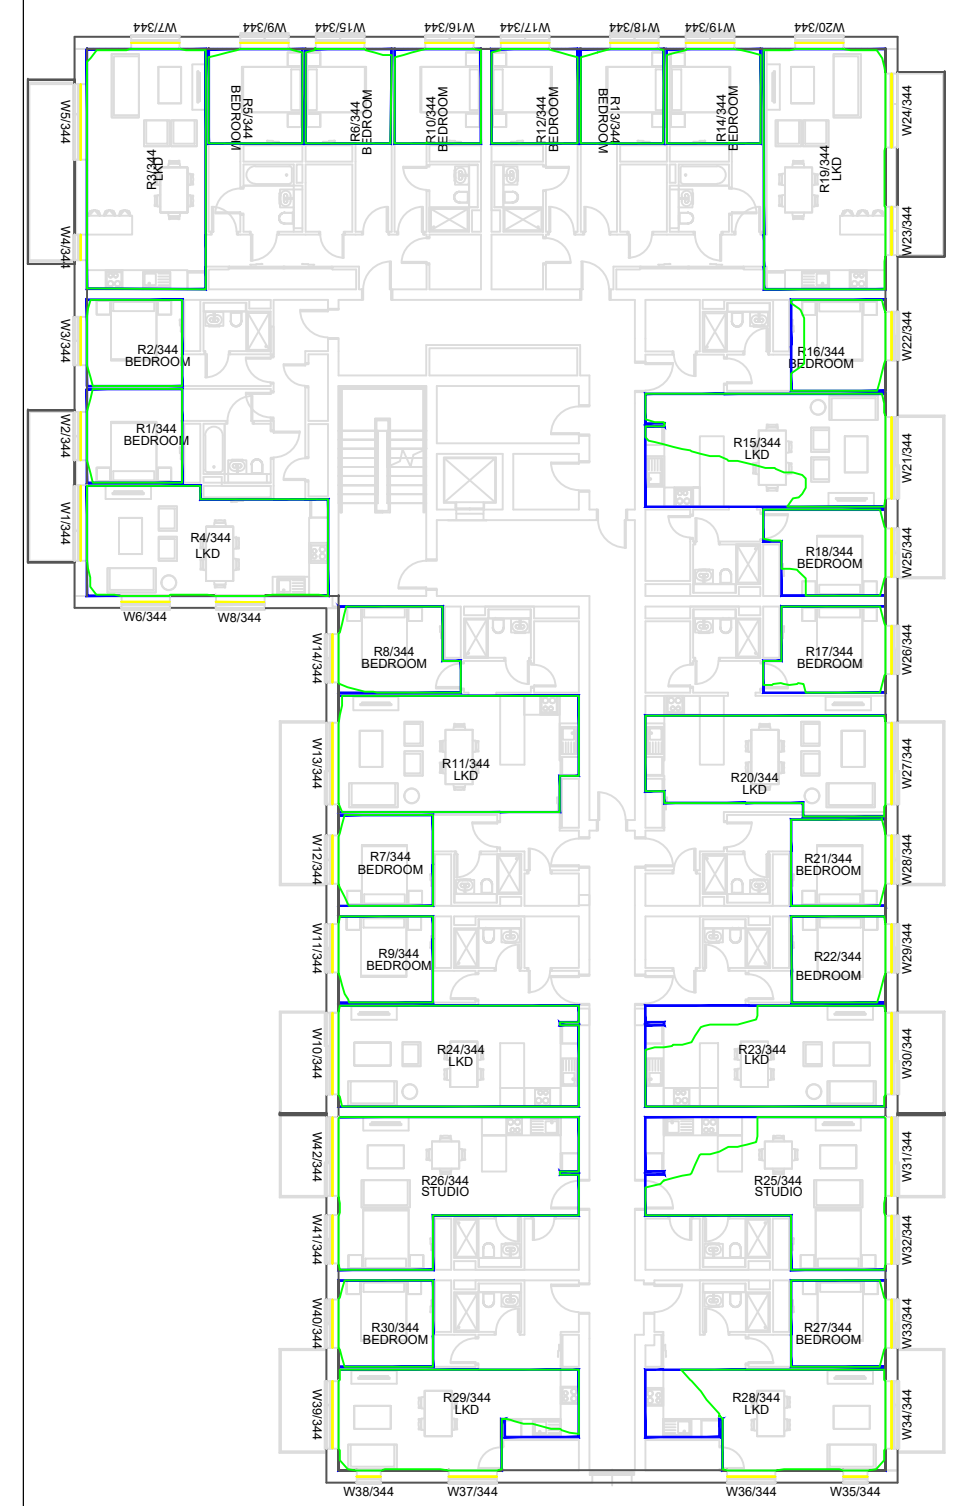 W7/344
W9/344
W15/344
W16/344
W17/344
W18/344
W19/344
W20/344
W5/344
W4/344
R3/344
LKD
R5/344
BEDROOM
R6/344
BEDROOM
R10/344
BEDROOM
R12/344
BEDROOM
R13/344
BEDROOM
R14/344
BEDROOM
R19/344
LKD
W24/344
W23/344
W3/344
R2/344
BEDROOM
R16/344
BEDROOM
W22/344
W2/344
R1/344
BEDROOM
R15/344
LKD
W21/344
W1/344
R4/344
LKD
R18/344
BEDROOM
W25/344
W6/344
W8/344
W14/344
R8/344
BEDROOM
R17/344
BEDROOM
W26/344
W13/344
R11/344
LKD
R20/344
LKD
W27/344
W12/344
R7/344
BEDROOM
R21/344
BEDROOM
W28/344
W11/344
R9/344
BEDROOM
R22/344
BEDROOM
W29/344
W10/344
R24/344
LKD
R23/344
LKD
W30/344
W42/344
R26/344
STUDIO
R25/344
STUDIO
W31/344
W41/344
W32/344
W40/344
R30/344
BEDROOM
R27/344
BEDROOM
W33/344
W39/344
R29/344
LKD
R28/344
LKD
W34/344
W38/344
W37/344
W36/344
W35/344